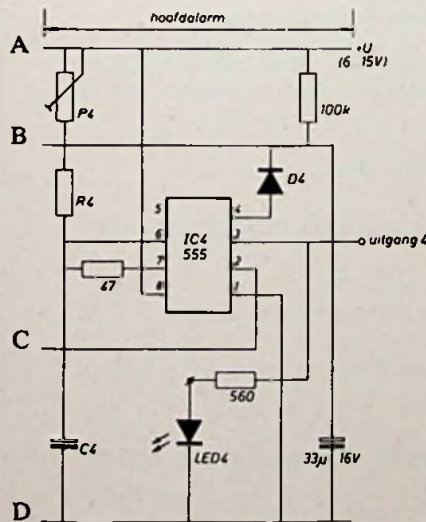 hoofdalarm
A
+U
(6 15V)
P4
100k
B
D4
R4
5
4
6
IC4
3
uitgang 4
555
7
2
47
8
1
C
560
C4
LED4
33µ 16V
D